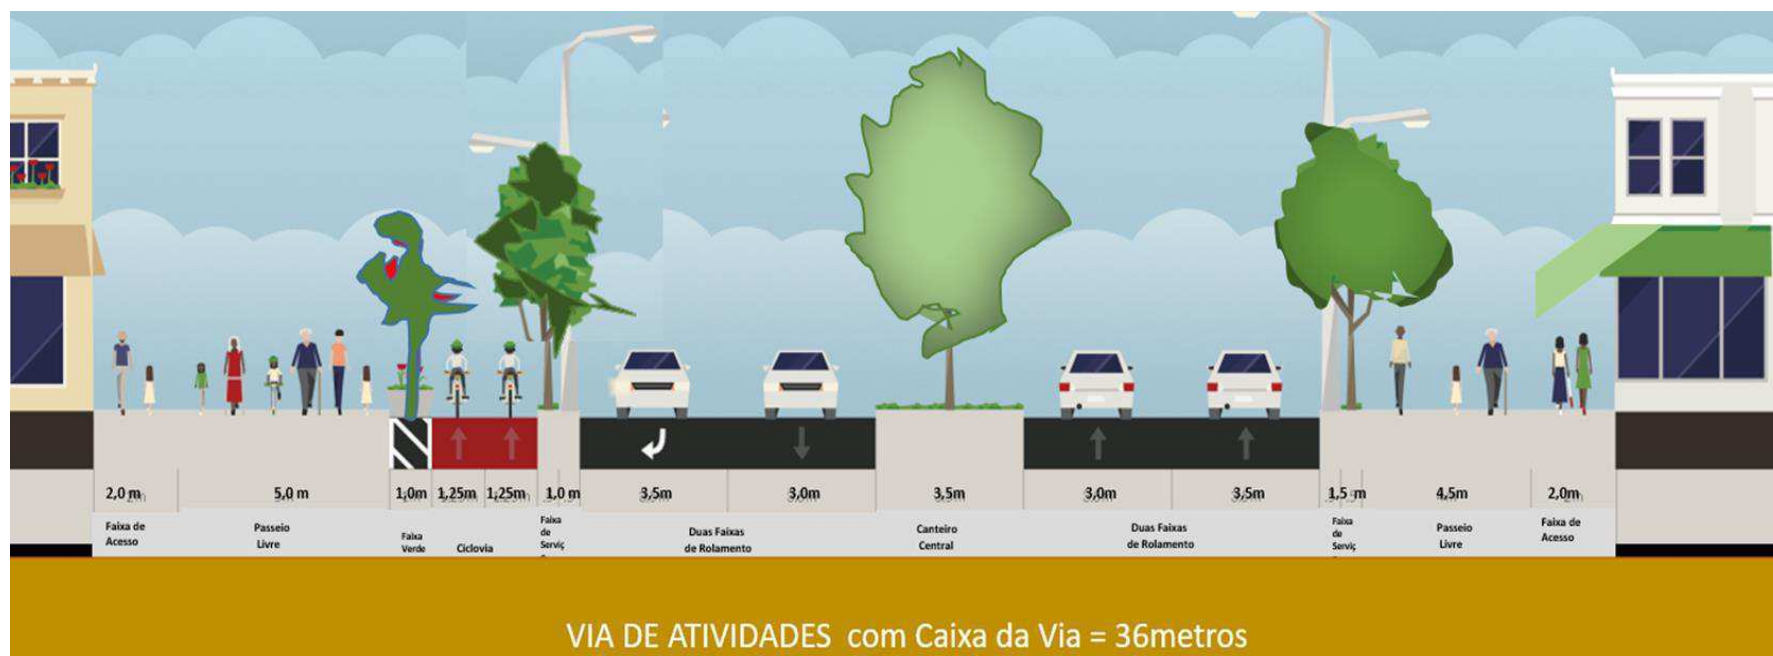 2,0 m 5,0 m 1,0m 1,25m 1,25m 1,0 m 3,5m 3,0m 3,5m 3,0m 3,5m 1,5 m 4,5m 2,0m
Faixa de
Acesso
Passeio
Livre
Faixa
Verde
Ciclovia
Faixa
de
Serviç
Duas Faixas
de Rolamento
Canteiro
Central
Duas Faixas
de Rolamento
Faixa
de
Serviç
Passeio
Livre
Faixa de
Acesso
VIA DE ATIVIDADES com Caixa da Via = 36metros